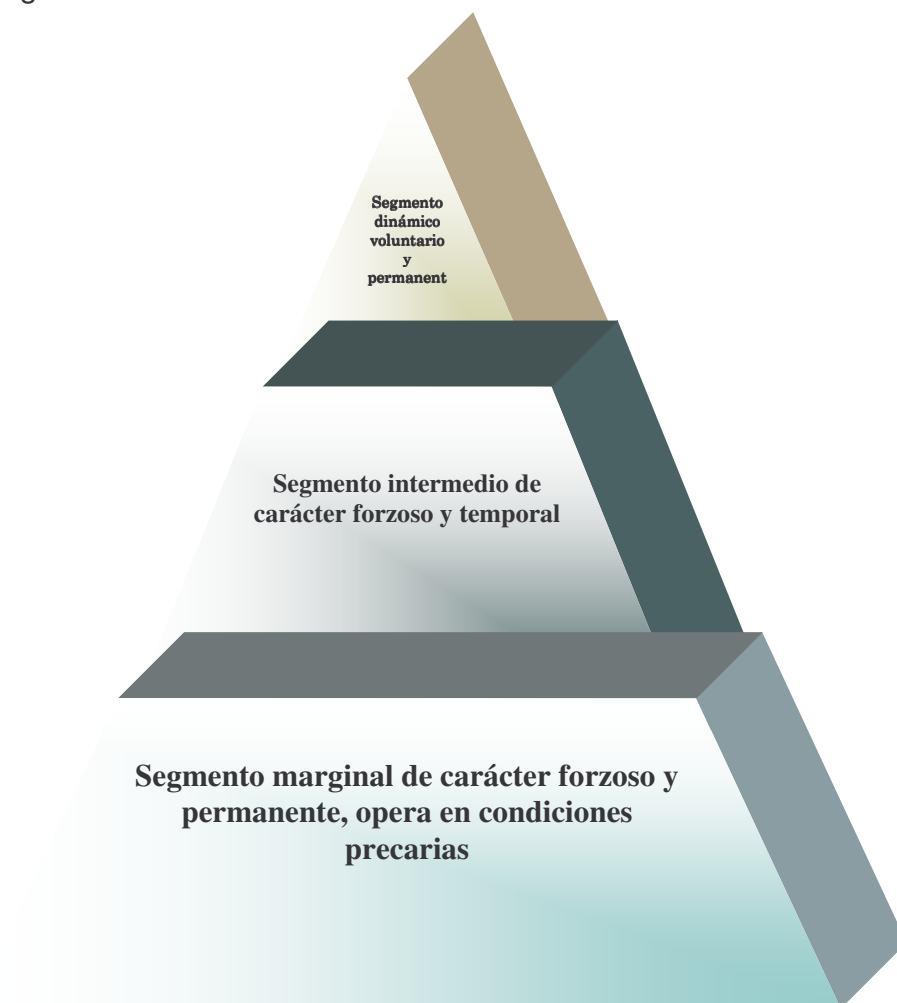 Segmento
dinámico
voluntario
y
permanent
Segmento intermedio de
carácter forzoso y temporal
Segmento marginal de carácter forzoso y
permanente, opera en condiciones
precarias